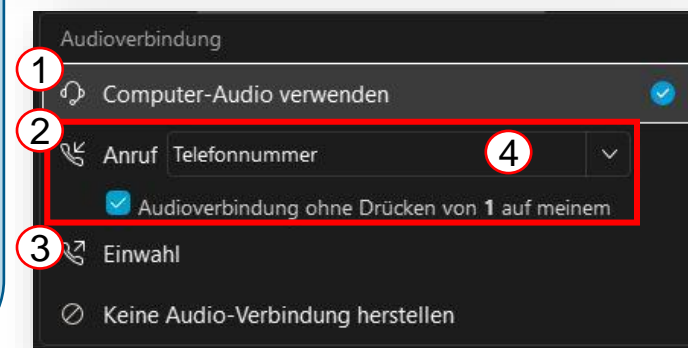 Audioverbindung
1
Computer-Audio verwenden
2
Anruf Telefonnummer 4
Audioverbindung ohne Drücken von 1 auf meinem
3 Einwahl
Keine Audio-Verbindung herstellen